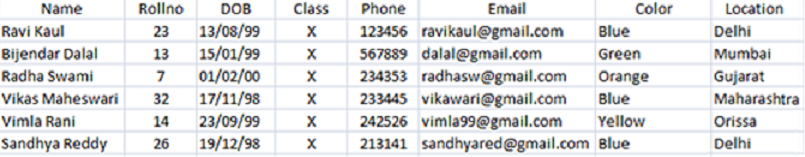 Name Rollno DOB Class Phone Email Color Location
Ravi Kaul 23 13/08/99 X 123456 ravikaul@gmail.com Blue Delhi
Bijendar Dalal 13 15/01/99 X 567889 dalal@gmail.com Green Mumbai
Radha Swami 7 01/02/00 X 234353 radhasw@gmail.com Orange Gujarat
Vikas Maheswari 32 17/11/98 X 233445 vikawari@gmail.com Blue Maharashtra
Vimla Rani 14 23/09/99 X 242526 vimla99@gmail.com Yellow Orissa
Sandhya Reddy 26 19/12/98 X 213141 sandhyared@gmail.com Blue Delhi